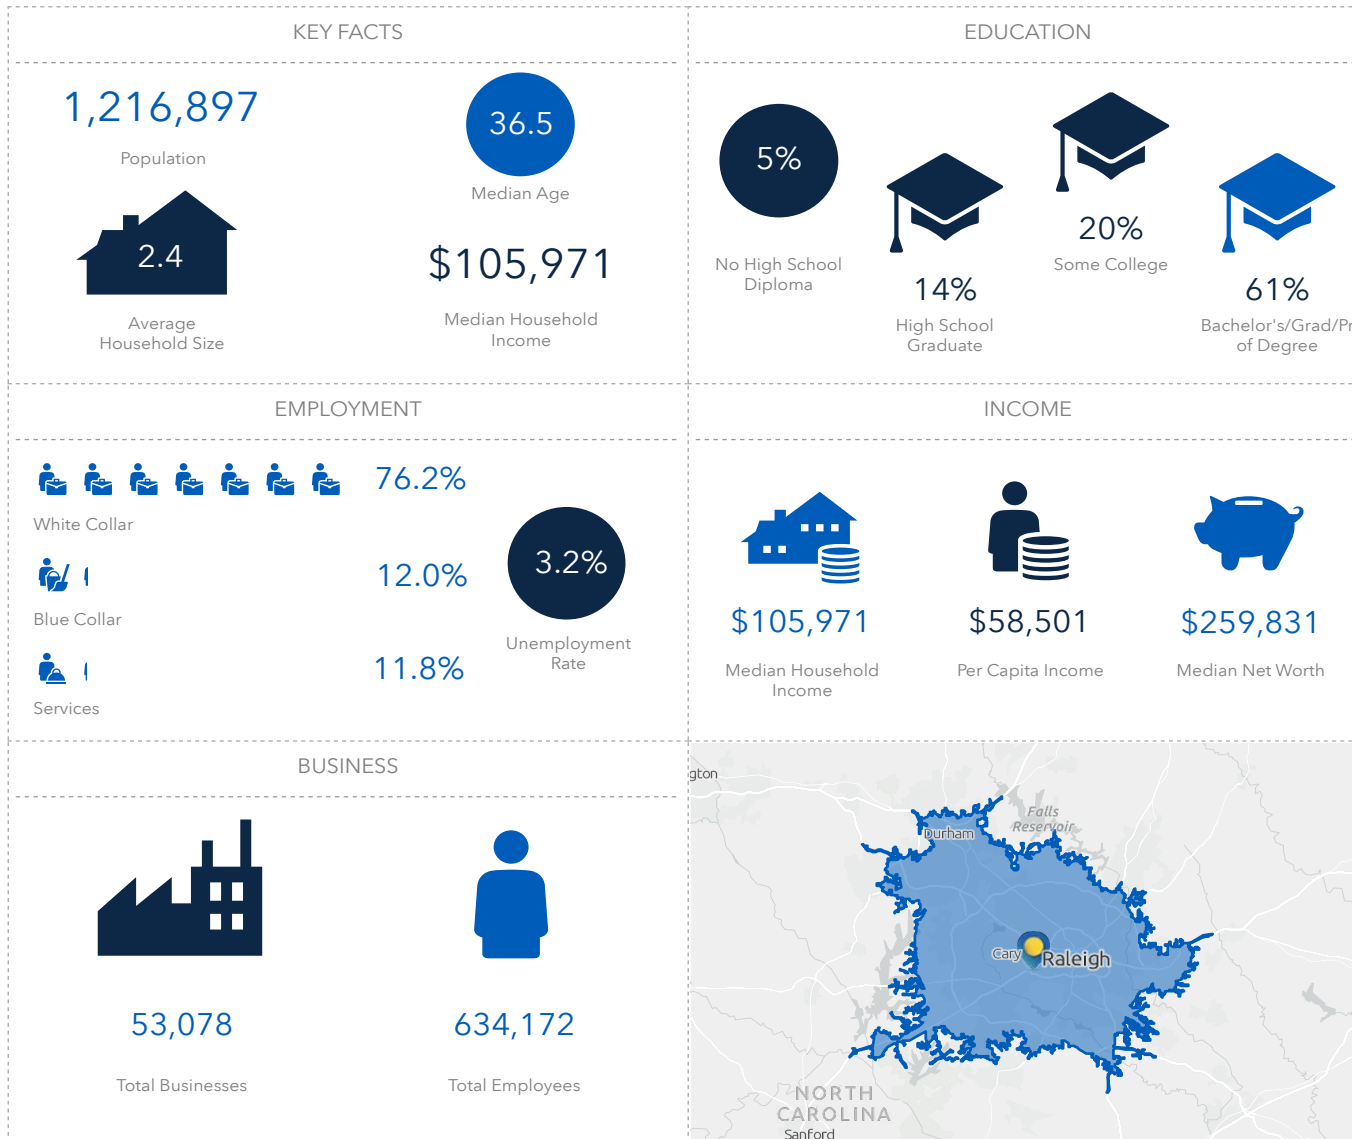 KEY FACTS
1,216,897
Population
36.5
Median Age
2.4
Average
Household Size
$105,971
Median Household
Income
EDUCATION
5%
No High School
Diploma
14%
High School
Graduate
20%
Some College
61%
Bachelor's/Grad/Pr
of Degree
EMPLOYMENT
76.2%
White Collar
12.0%
Blue Collar
11.8%
Services
3.2%
Unemployment
Rate
INCOME
$105,971
Median Household
Income
$58,501
Per Capita Income
$259,831
Median Net Worth
BUSINESS
53,078
Total Businesses
634,172
Total Employees
gton
Falls
Reservoir
Durham
Cary
Raleigh
NORTH
CAROLINA
Sanford